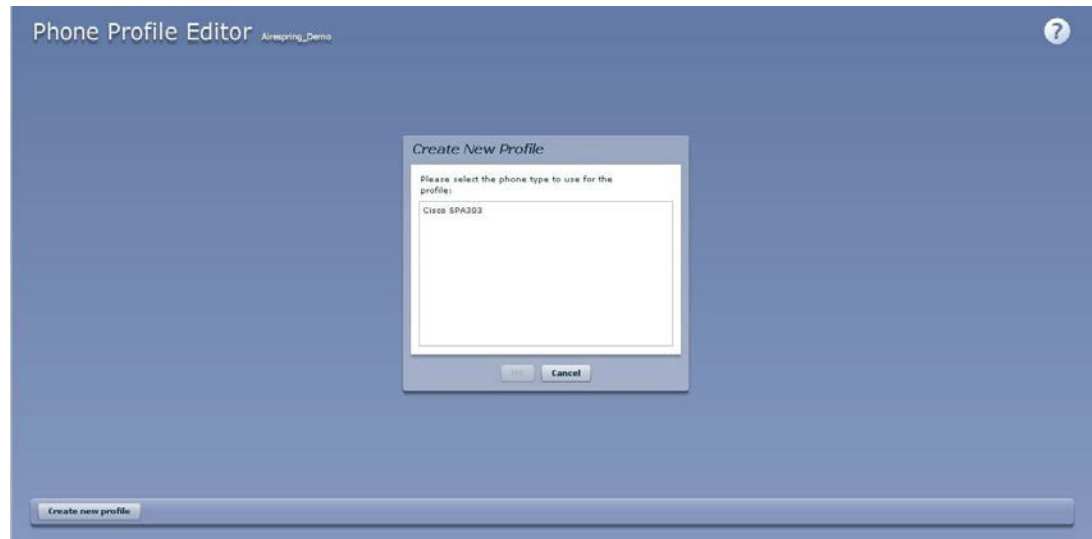 Phone Profile Editor Airespring_Demo
?
Create New Profile
Please select the phone type to use for the
profile:
Cisco SPA303
OK
Cancel
Create new profile